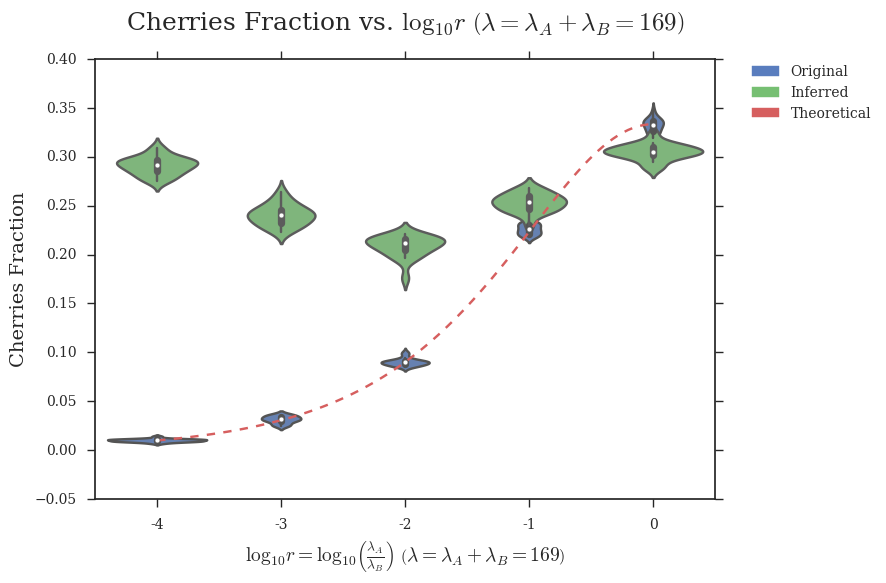 Cherries Fraction vs. log₁₀r (λ = λ_A + λ_B = 169)
Original
Inferred
Theoretical
Cherries Fraction
0.40
0.35
0.30
0.25
0.20
0.15
0.10
0.05
0.00
−0.05
-4 -3 -2 -1 0
log₁₀r = log₁₀(λ_A/λ_B) (λ = λ_A + λ_B = 169)